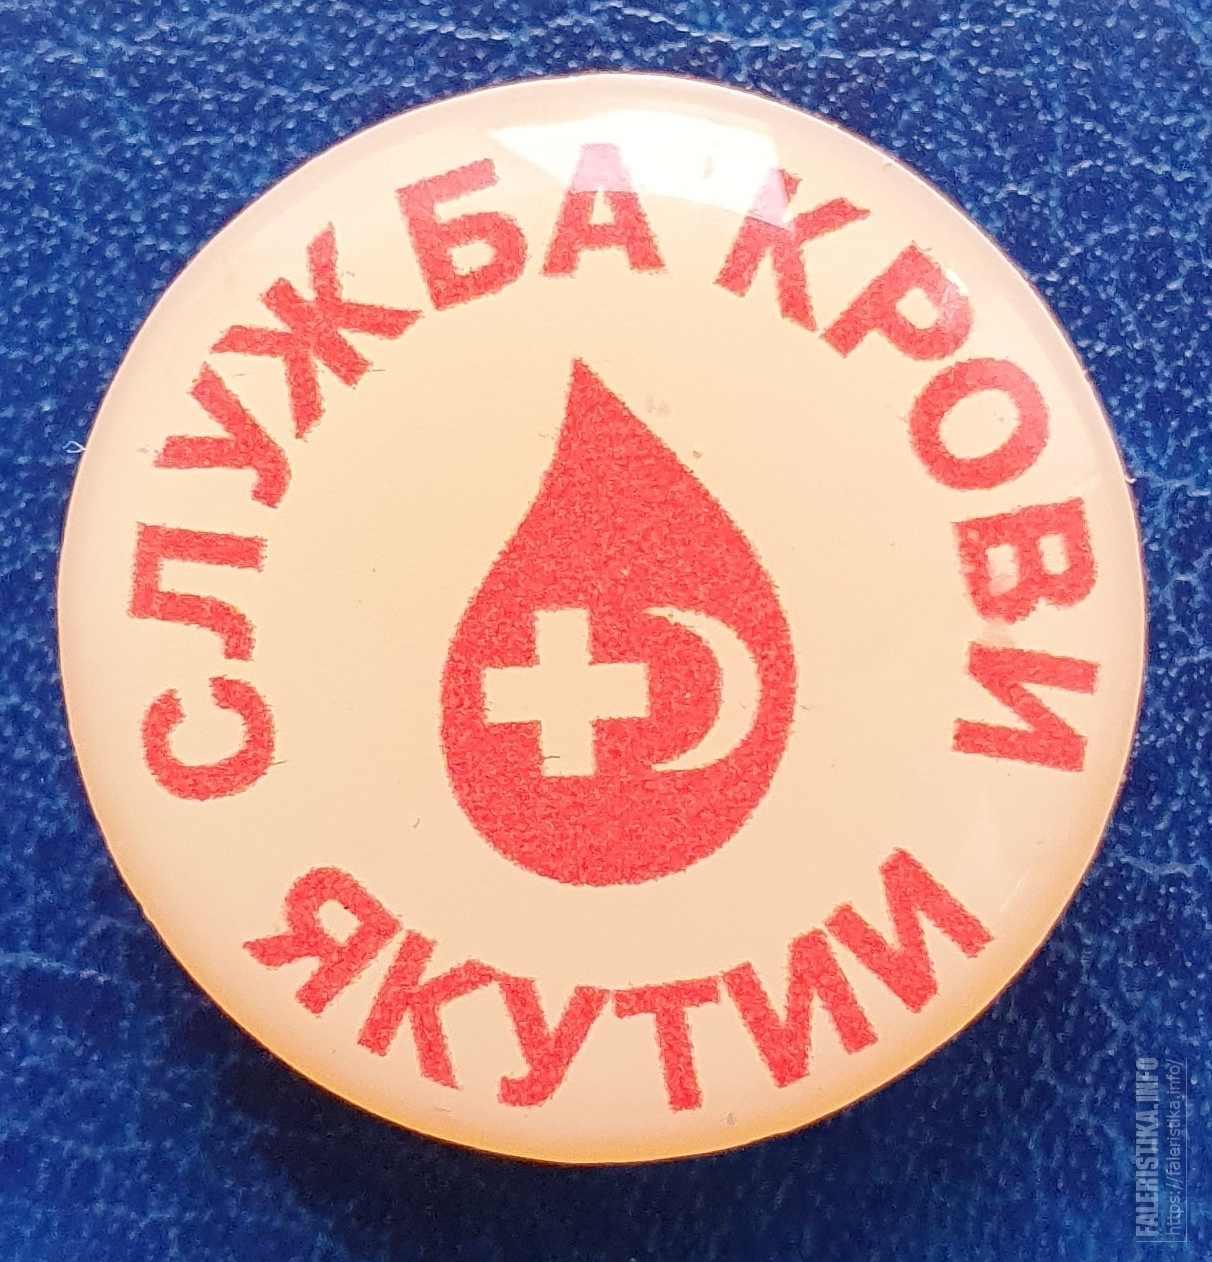 СЛУЖБА КРОВИ
ЯКУТИИ
FALERISTIKA.INFO
https://faleristika.info/